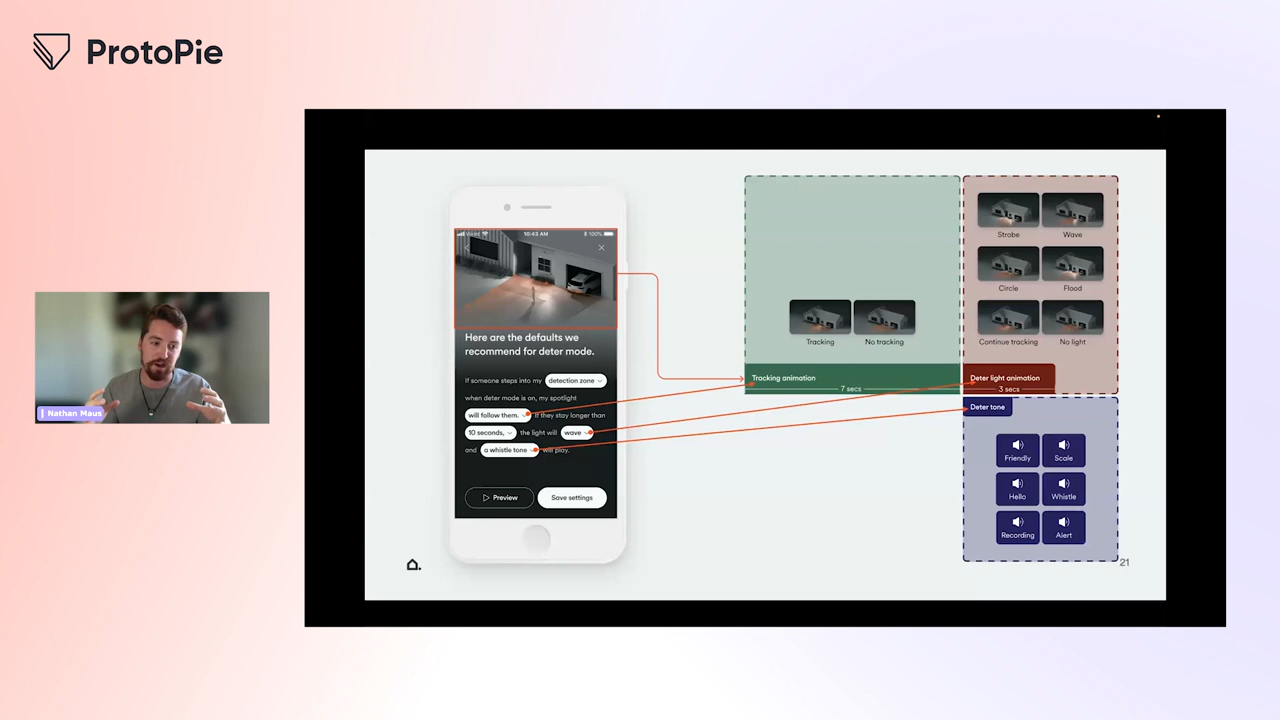 ProtoPie
Nathan Maus
10:43 AM
100%
Here are the defaults we
recommend for deter mode.
If someone steps into my detection zone
when deter mode is on, my spotlight
will follow them. If they stay longer than
10 seconds, the light will wave
and a whistle tone will play.
Preview
Save settings
Tracking
No tracking
Tracking animation
7 secs
Strobe
Wave
Circle
Flood
Continue tracking
No light
Deter light animation
3 secs
Deter tone
Friendly
Scale
Hello
Whistle
Recording
Alert
21